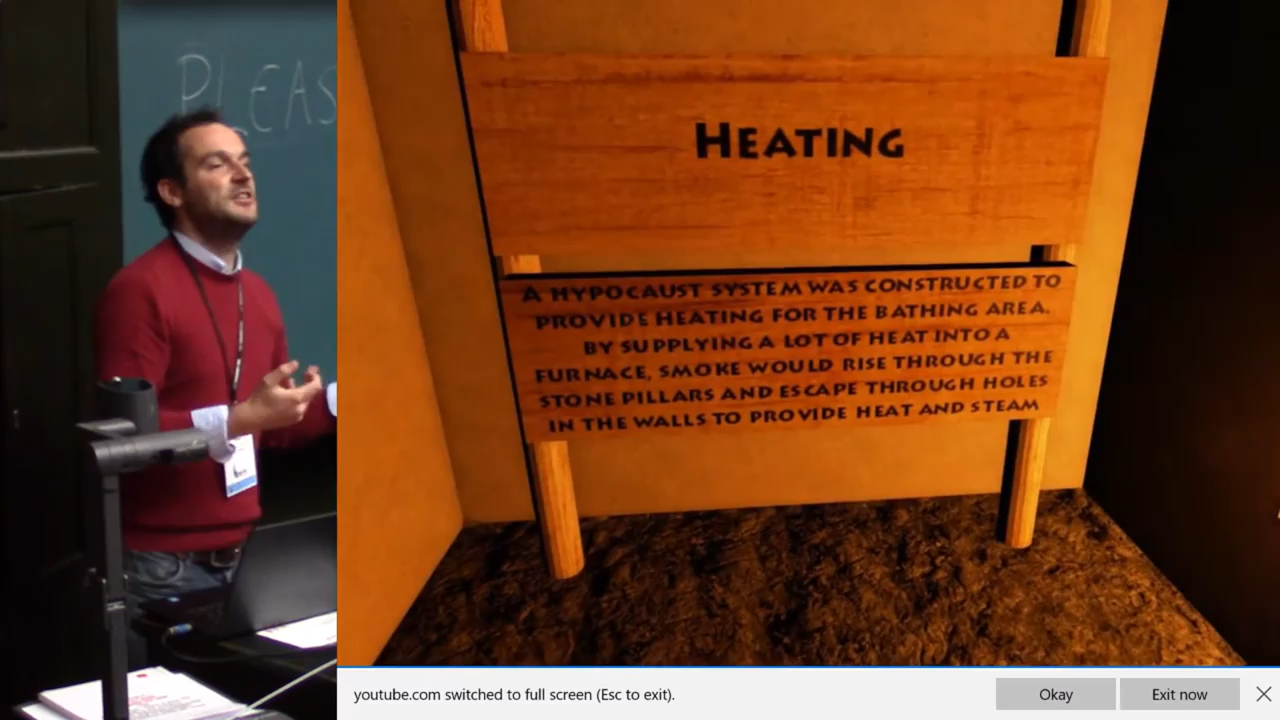 PLEAS
HEATING
A HYPOCAUST SYSTEM WAS CONSTRUCTED TO
PROVIDE HEATING FOR THE BATHING AREA.
BY SUPPLYING A LOT OF HEAT INTO A
FURNACE, SMOKE WOULD RISE THROUGH THE
STONE PILLARS AND ESCAPE THROUGH HOLES
IN THE WALLS TO PROVIDE HEAT AND STEAM
youtube.com switched to full screen (Esc to exit).
Okay
Exit now